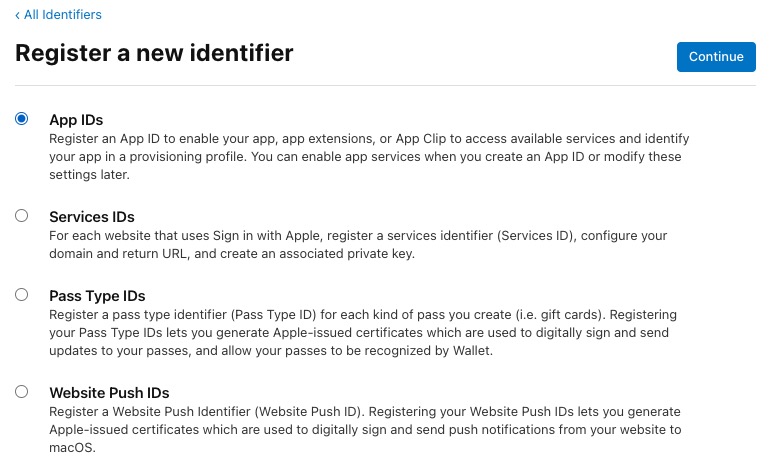 ‹ All Identifiers
Register a new identifier
Continue
App IDs
Register an App ID to enable your app, app extensions, or App Clip to access available services and identify
your app in a provisioning profile. You can enable app services when you create an App ID or modify these
settings later.
Services IDs
For each website that uses Sign in with Apple, register a services identifier (Services ID), configure your
domain and return URL, and create an associated private key.
Pass Type IDs
Register a pass type identifier (Pass Type ID) for each kind of pass you create (i.e. gift cards). Registering
your Pass Type IDs lets you generate Apple-issued certificates which are used to digitally sign and send
updates to your passes, and allow your passes to be recognized by Wallet.
Website Push IDs
Register a Website Push Identifier (Website Push ID). Registering your Website Push IDs lets you generate
Apple-issued certificates which are used to digitally sign and send push notifications from your website to
macOS.